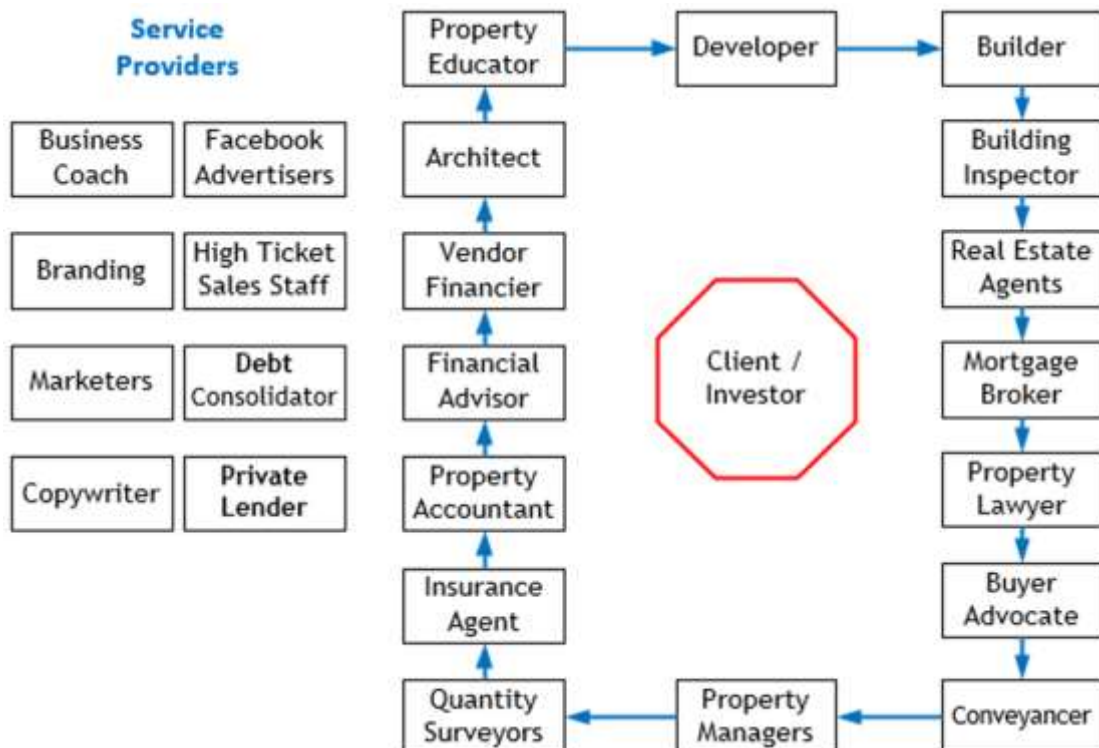 Service
Providers
Business
Coach
Facebook
Advertisers
Branding
High Ticket
Sales Staff
Marketers
Debt
Consolidator
Copywriter
Private
Lender
Property
Educator
Developer
Builder
Architect
Building
Inspector
Vendor
Financier
Real Estate
Agents
Financial
Advisor
Client /
Investor
Mortgage
Broker
Property
Accountant
Property
Lawyer
Insurance
Agent
Buyer
Advocate
Quantity
Surveyors
Property
Managers
Conveyancer